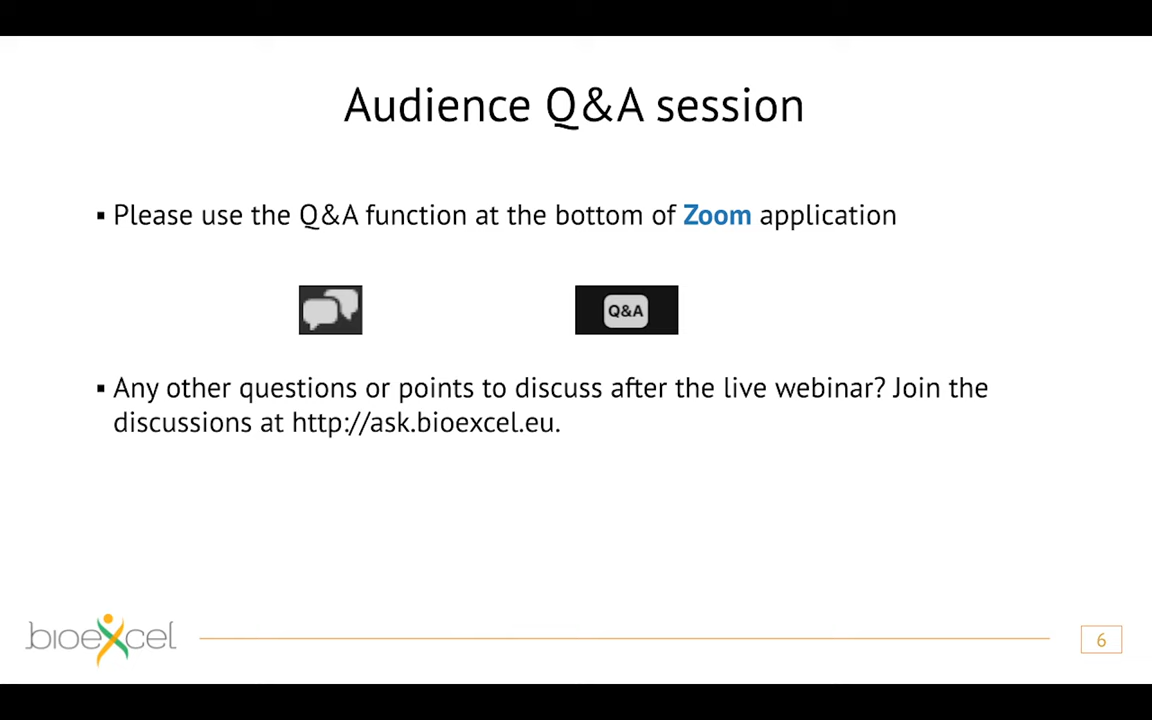 Audience Q&A session
▪ Please use the Q&A function at the bottom of Zoom application
Q&A
▪ Any other questions or points to discuss after the live webinar? Join the
discussions at http://ask.bioexcel.eu.
bioexcel
6